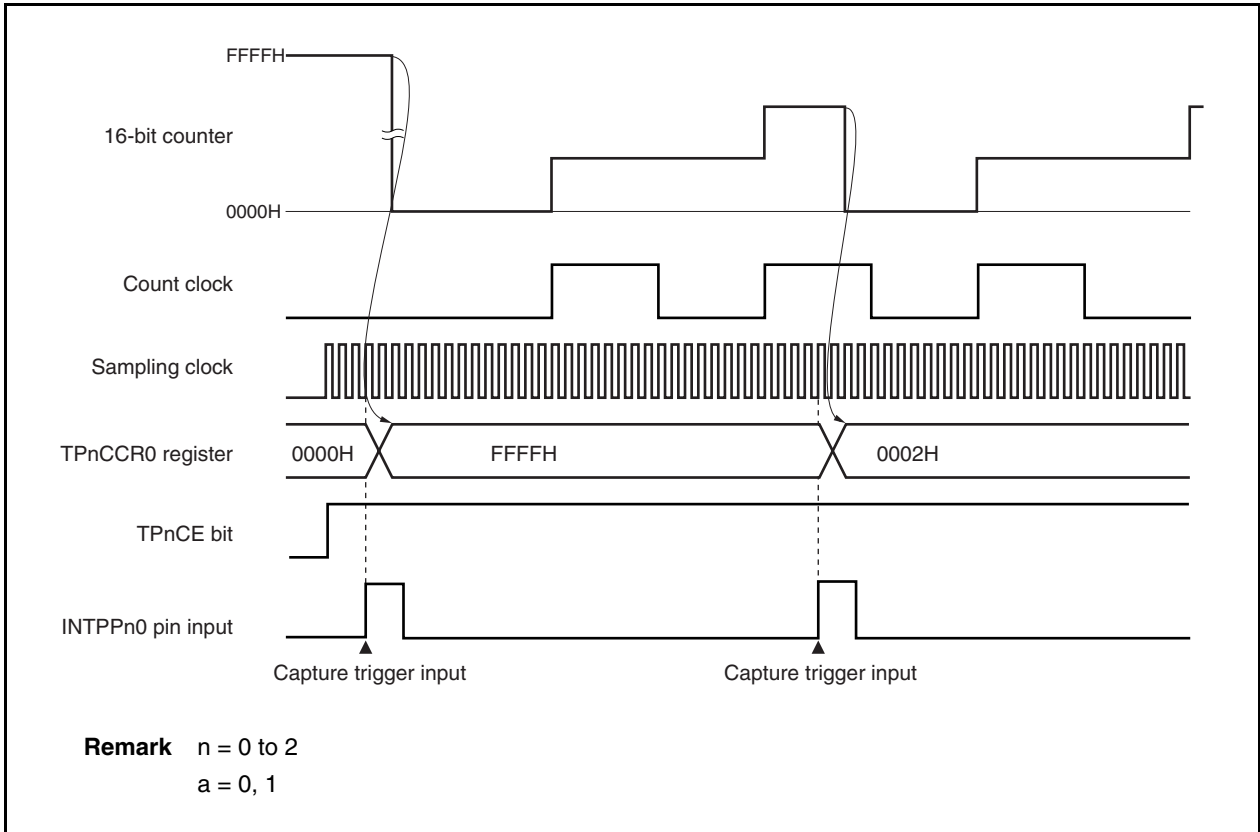 FFFFH
16-bit counter
0000H
Count clock
Sampling clock
TPnCCR0 register
0000H
FFFFH
0002H
TPnCE bit
INTPPn0 pin input
Capture trigger input
Capture trigger input
Remark n = 0 to 2
a = 0, 1